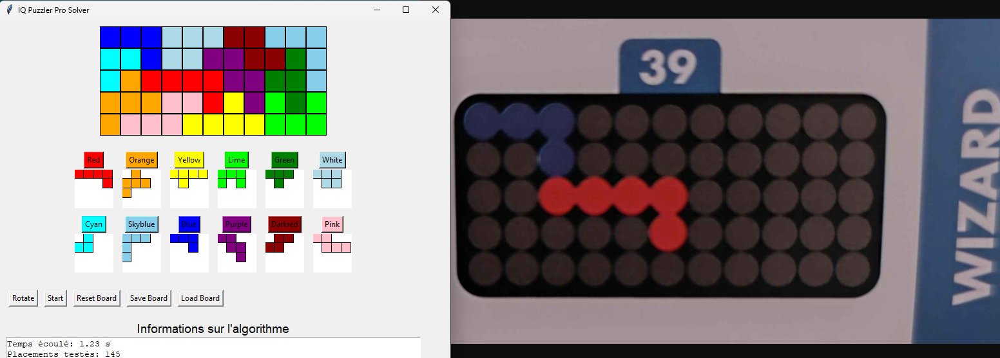 IQ Puzzler Pro Solver
39
WIZARD
Red Orange Yellow Lime Green White
Cyan Skyblue Blue Purple Darkred Pink
Rotate Start Reset Board Save Board Load Board
Informations sur l'algorithme
Temps écoulé: 1.23 s
Placements testés: 145